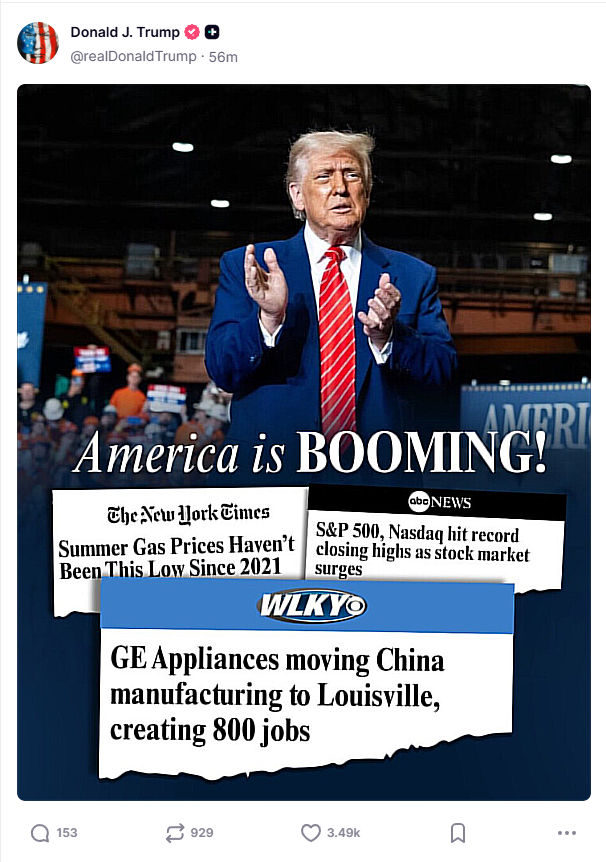 Donald J. Trump
@realDonaldTrump · 56m
AMERI
America is BOOMING!
The New York Times
Summer Gas Prices Haven't
Been This Low Since 2021
abc NEWS
S&P 500, Nasdaq hit record
closing highs as stock market
surges
WLKY
GE Appliances moving China
manufacturing to Louisville,
creating 800 jobs
153
929
3.49k